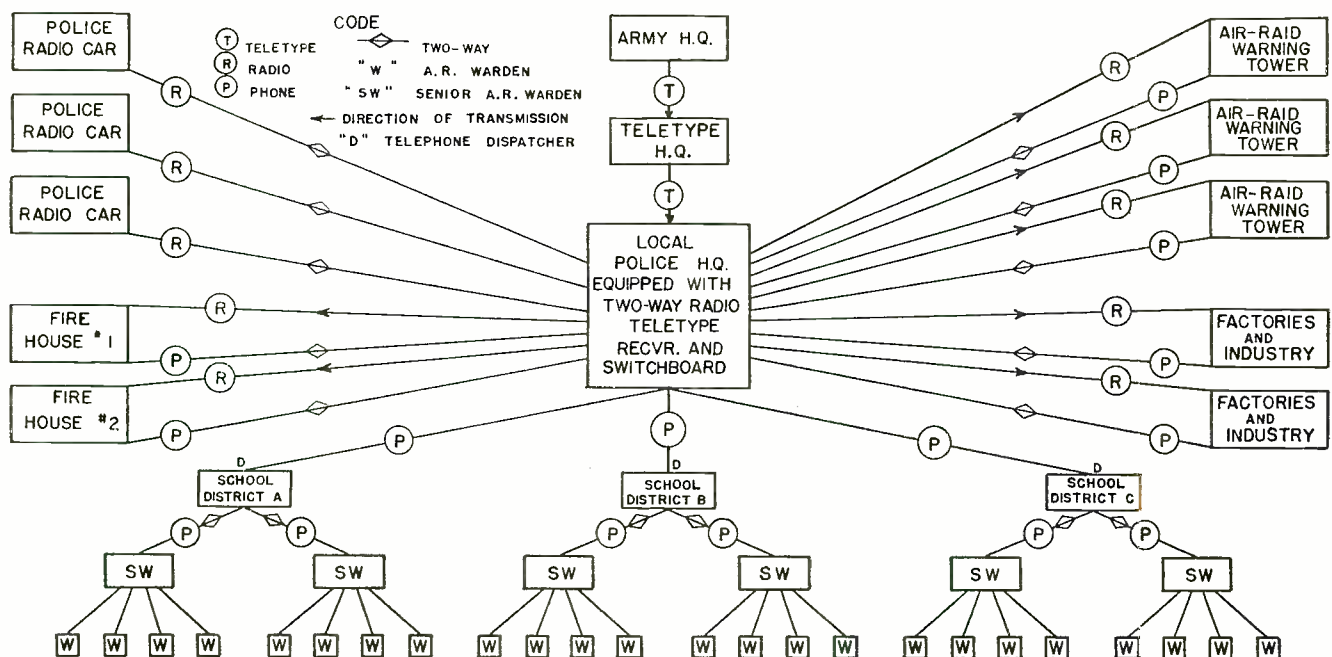 CODE
T TELETYPE
R RADIO
P PHONE
TWO-WAY
"W" A.R. WARDEN
"SW" SENIOR A.R. WARDEN
DIRECTION OF TRANSMISSION
"D" TELEPHONE DISPATCHER
POLICE
RADIO CAR
R
POLICE
RADIO CAR
R
POLICE
RADIO CAR
R
FIRE
HOUSE #1
R
P
FIRE
HOUSE #2
R
P
ARMY H.Q.
T
TELETYPE
H.Q.
T
LOCAL
POLICE H.Q.
EQUIPPED WITH
TWO-WAY RADIO
TELETYPE
RECVR. AND
SWITCHBOARD
R
P
AIR-RAID
WARNING
TOWER
R
P
AIR-RAID
WARNING
TOWER
R
P
AIR-RAID
WARNING
TOWER
R
P
FACTORIES
AND
INDUSTRY
R
P
FACTORIES
AND
INDUSTRY
P
P
P
D
SCHOOL
DISTRICT A
D
SCHOOL
DISTRICT B
D
SCHOOL
DISTRICT C
P P P P P P
SW SW SW SW SW SW
W W W W W W W W W W W W W W W W W W W W W W W W